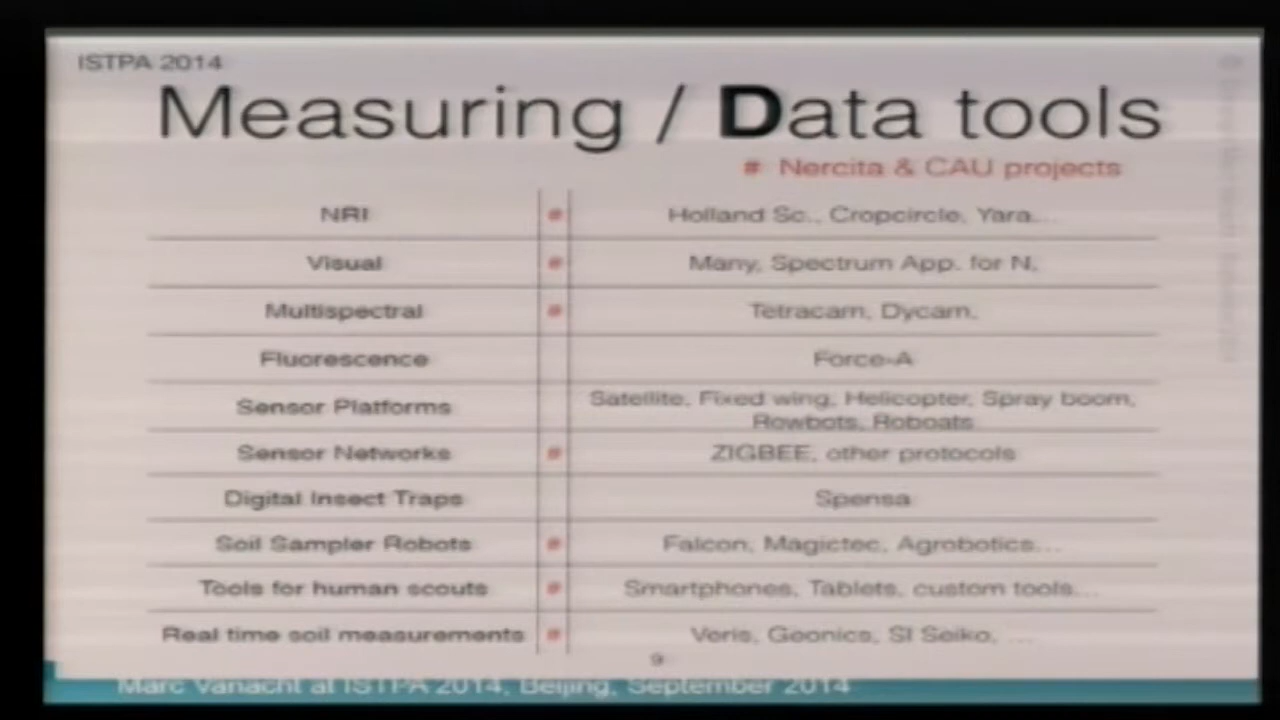 ISTPA 2014
Measuring / Data tools
# Nercita & CAU projects
NRI # Holland Sc., Cropcircle, Yara...
Visual # Many, Spectrum App. for N,
Multispectral # Tetracam, Dycam,
Fluorescence Force-A
Sensor Platforms Satellite, Fixed wing, Helicopter, Spray boom,
Rowbots, Roboats
Sensor Networks # ZIGBEE, other protocols
Digital Insect Traps Spensa
Soil Sampler Robots # Falcon, Magictec, Agrobotics...
Tools for human scouts # Smartphones, Tablets, custom tools...
Real time soil measurements # Veris, Geonics, SI Seiko, ...
9
Marc Vanacht at ISTPA 2014, Beijing, September 2014